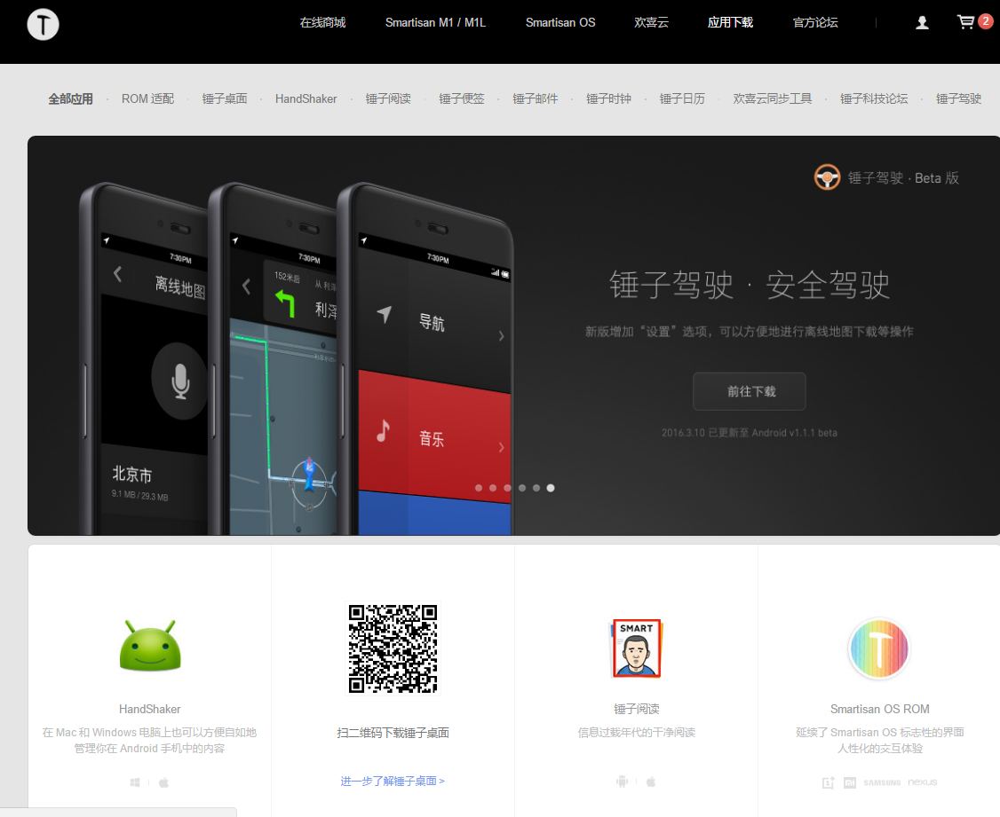 在线商城
Smartisan M1 / M1L
Smartisan OS
欢喜云
应用下载
官方论坛
2
全部应用 · ROM 适配 · 锤子桌面 · HandShaker · 锤子阅读 · 锤子便签 · 锤子邮件 · 锤子时钟 · 锤子日历 · 欢喜云同步工具 · 锤子科技论坛 · 锤子驾驶
锤子驾驶 · Beta 版
7:30PM
离线地图
北京市
9.1 MB / 29.3 MB
7:30PM
152米后
从 利泽
利泽
7:30PM
导航
音乐
锤子驾驶 · 安全驾驶
新版增加“设置”选项，可以方便地进行离线地图下载等操作
前往下载
2016.3.10 已更新至 Android v1.1.1 beta
HandShaker
在 Mac 和 Windows 电脑上也可以方便自如地
管理你在 Android 手机中的内容
扫二维码下载锤子桌面
进一步了解锤子桌面 >
SMART
锤子阅读
信息过载年代的干净阅读
Smartisan OS ROM
延续了 Smartisan OS 标志性的界面
人性化的交互体验
SAMSUNG
nexus